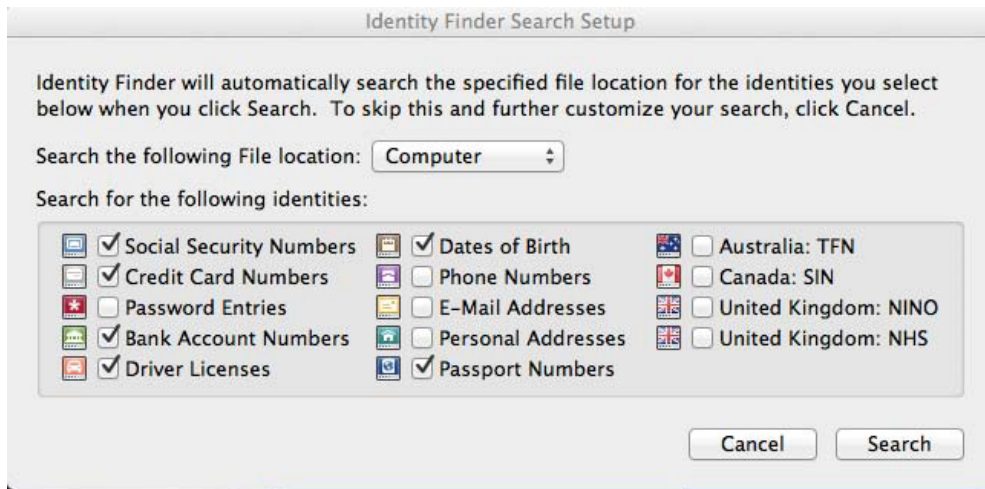 Identity Finder Search Setup
Identity Finder will automatically search the specified file location for the identities you select
below when you click Search.  To skip this and further customize your search, click Cancel.
Search the following File location: Computer
Search for the following identities:
Social Security Numbers Dates of Birth Australia: TFN
Credit Card Numbers Phone Numbers Canada: SIN
Password Entries E-Mail Addresses United Kingdom: NINO
Bank Account Numbers Personal Addresses United Kingdom: NHS
Driver Licenses Passport Numbers
Cancel Search